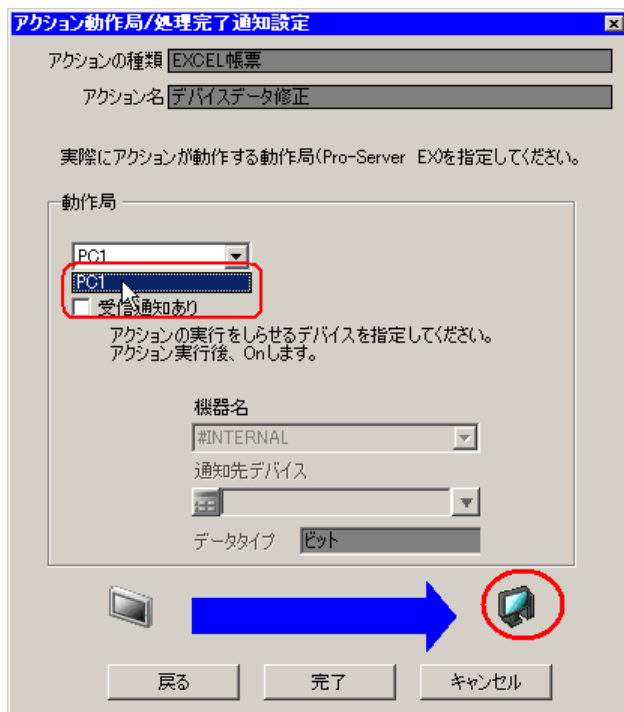 アクション動作局/処理完了通知設定
アクションの種類 EXCEL帳票
アクション名 デバイスデータ修正
実際にアクションが動作する動作局(Pro-Server EX)を指定してください。
動作局
PC1
PC1
受信通知あり
アクションの実行をしらせるデバイスを指定してください。
アクション実行後、Onします。
機器名
#INTERNAL
通知先デバイス
データタイプ ビット
戻る 完了 キャンセル